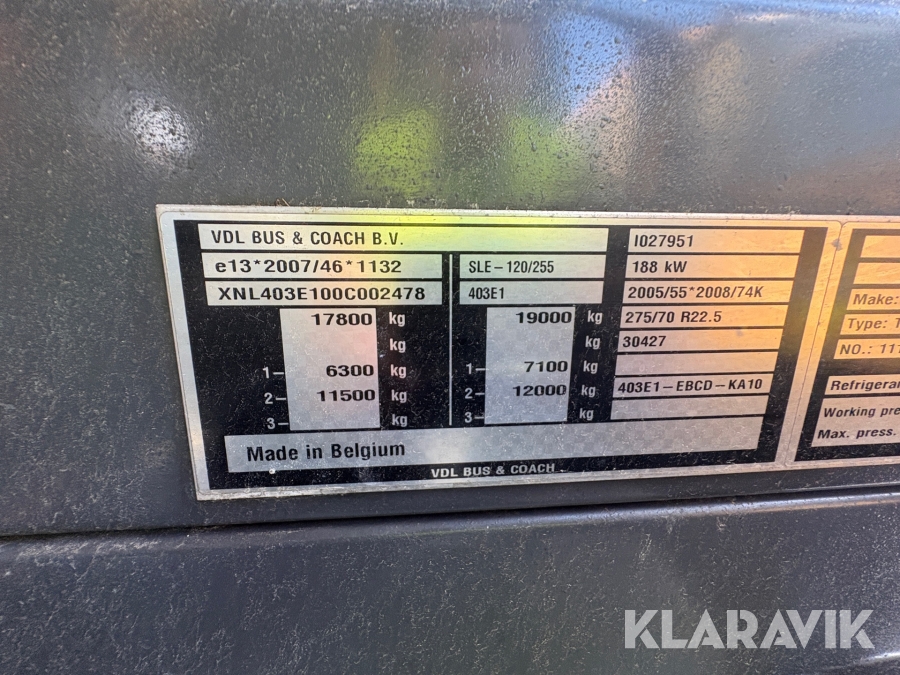 VDL BUS & COACH B.V.
I027951
e13*2007/46*1132
SLE-120/255
188 kW
XNL403E100C002478
403E1
2005/55*2008/74K
17800 kg
19000 kg
275/70 R22.5
kg
kg
30427
1- 6300 kg
1- 7100 kg
2- 11500 kg
2- 12000 kg
403E1-EBCD-KA10
3- kg
3- kg
Made in Belgium
VDL BUS & COACH
Make:
Type: T
NO.: 111
Refrigeran
Working pre
Max. press.
KLARAVIK